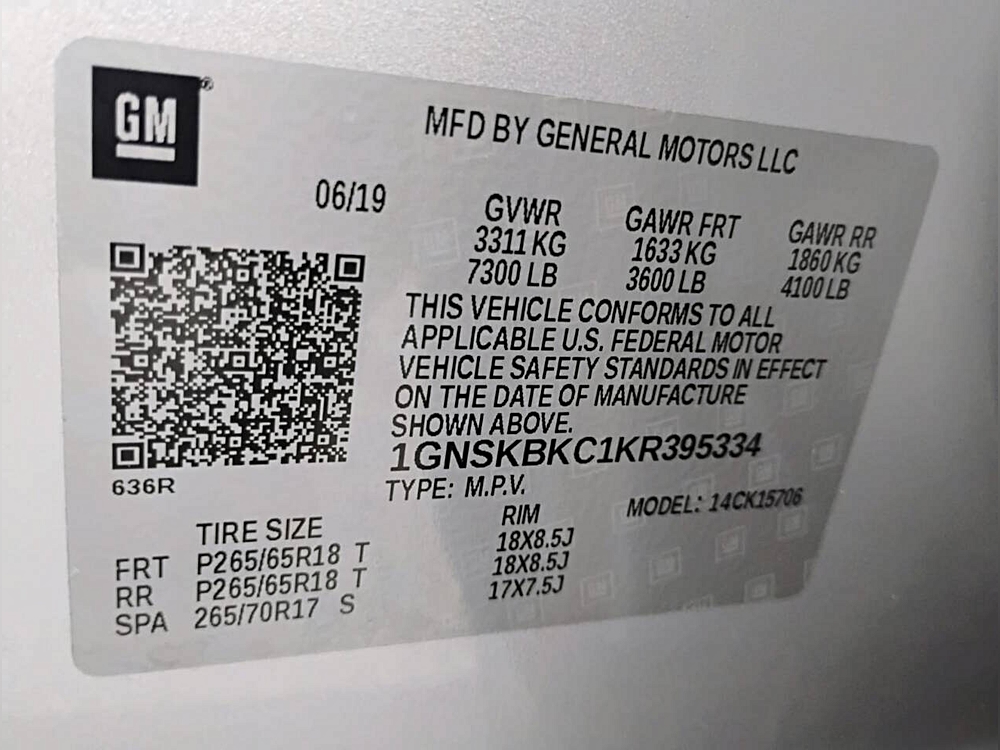 GM®
MFD BY GENERAL MOTORS LLC
06/19
GVWR GAWR FRT GAWR RR
3311 KG 1633 KG 1860 KG
7300 LB 3600 LB 4100 LB
THIS VEHICLE CONFORMS TO ALL
APPLICABLE U.S. FEDERAL MOTOR
VEHICLE SAFETY STANDARDS IN EFFECT
ON THE DATE OF MANUFACTURE
SHOWN ABOVE.
1GNSKBKC1KR395334
636R
TYPE: M.P.V. MODEL: 14CK15706
TIRE SIZE RIM
FRT P265/65R18 T 18X8.5J
RR P265/65R18 T 18X8.5J
SPA 265/70R17 S 17X7.5J